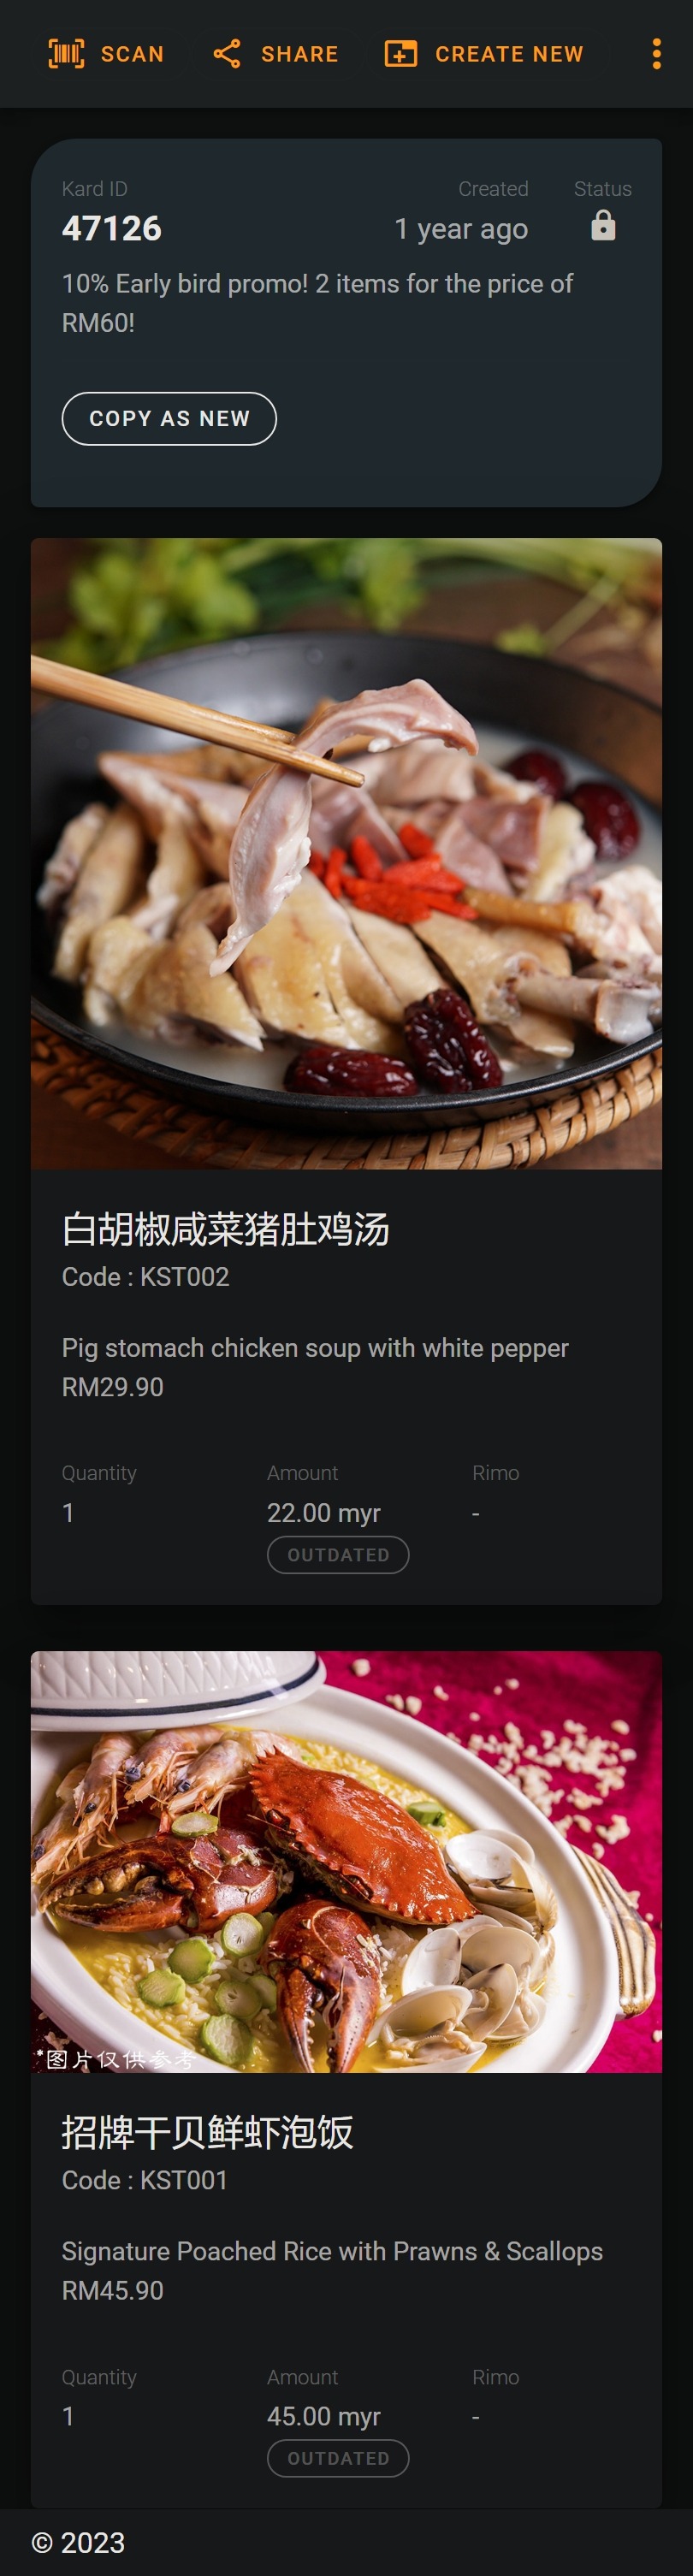 SCAN SHARE CREATE NEW
Kard ID Created Status
47126 1 year ago
10% Early bird promo! 2 items for the price of
RM60!
COPY AS NEW
白胡椒咸菜猪肚鸡汤
Code : KST002
Pig stomach chicken soup with white pepper
RM29.90
Quantity Amount Rimo
1 22.00 myr -
OUTDATED
*图片仅供参考
招牌干贝鲜虾泡饭
Code : KST001
Signature Poached Rice with Prawns & Scallops
RM45.90
Quantity Amount Rimo
1 45.00 myr -
OUTDATED
© 2023